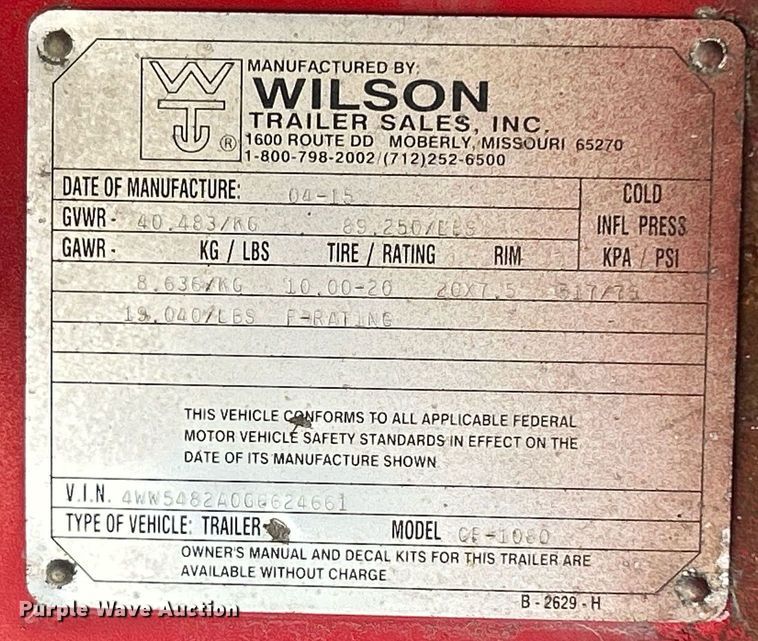 MANUFACTURED BY:
WTJ ® WILSON
TRAILER SALES, INC.
1600 ROUTE DD MOBERLY, MISSOURI 65270
1-800-798-2002/(712)252-6500
DATE OF MANUFACTURE: 04-15 COLD
GVWR - 40,483/KG 89,250/LBS INFL PRESS
GAWR - KG / LBS TIRE / RATING RIM KPA / PSI
8,636/KG 10.00-20 20X7.5
19,040/LBS F-RATING
THIS VEHICLE CONFORMS TO ALL APPLICABLE FEDERAL
MOTOR VEHICLE SAFETY STANDARDS IN EFFECT ON THE
DATE OF ITS MANUFACTURE SHOWN
V.I.N.
TYPE OF VEHICLE: TRAILER MODEL
OWNER'S MANUAL AND DECAL KITS FOR THIS TRAILER ARE
AVAILABLE WITHOUT CHARGE
B - 2629 - H
Purple Wave Auction